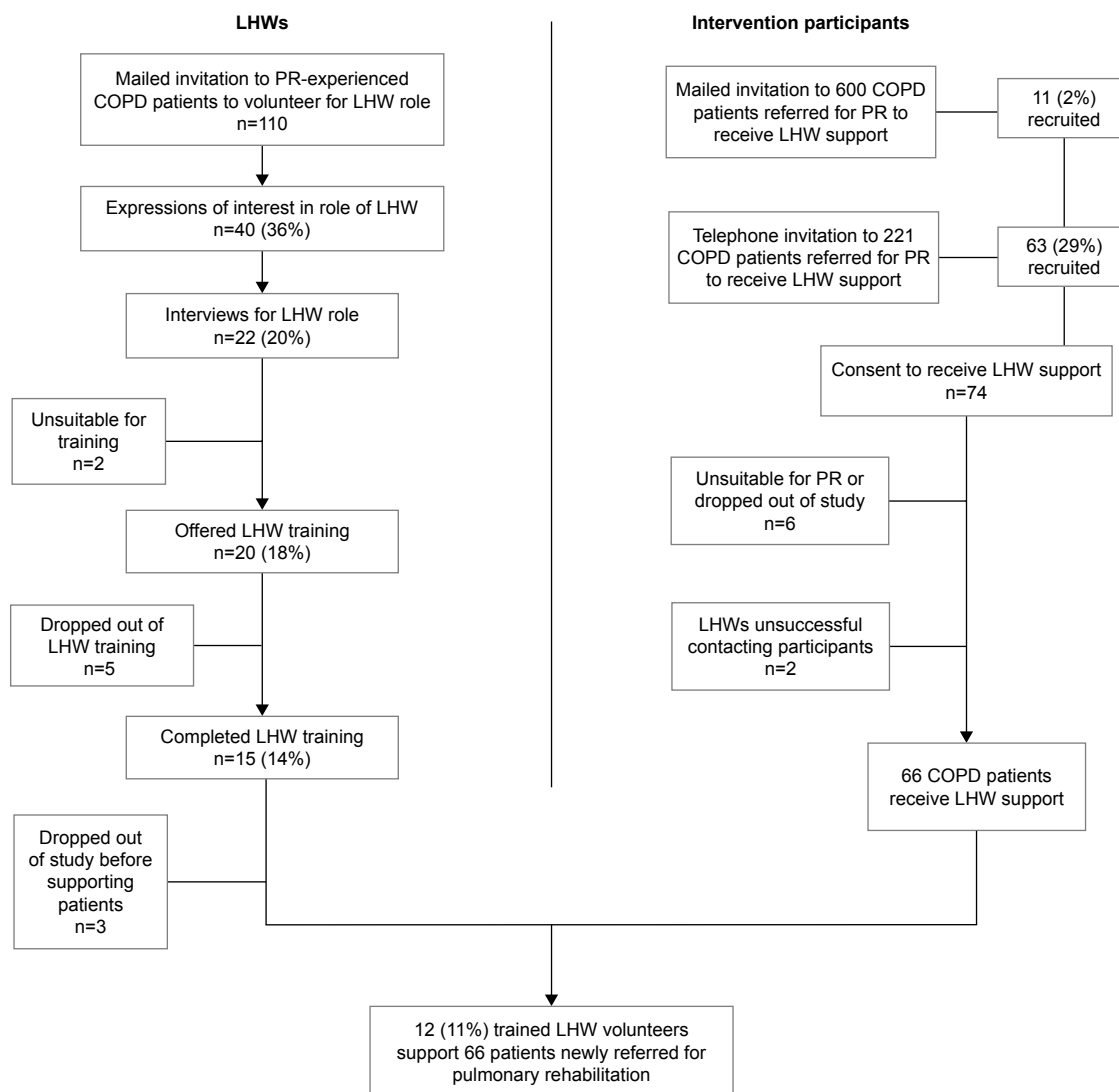 LHWs
Mailed invitation to PR-experienced
COPD patients to volunteer for LHW role
n=110
Expressions of interest in role of LHW
n=40 (36%)
Interviews for LHW role
n=22 (20%)
Unsuitable for
training
n=2
Offered LHW training
n=20 (18%)
Dropped out of
LHW training
n=5
Completed LHW training
n=15 (14%)
Dropped out
of study before
supporting
patients
n=3
Intervention participants
Mailed invitation to 600 COPD
patients referred for PR to
receive LHW support
11 (2%)
recruited
Telephone invitation to 221
COPD patients referred for PR
to receive LHW support
63 (29%)
recruited
Consent to receive LHW support
n=74
Unsuitable for PR or
dropped out of study
n=6
LHWs unsuccessful
contacting participants
n=2
66 COPD patients
receive LHW support
12 (11%) trained LHW volunteers
support 66 patients newly referred for
pulmonary rehabilitation